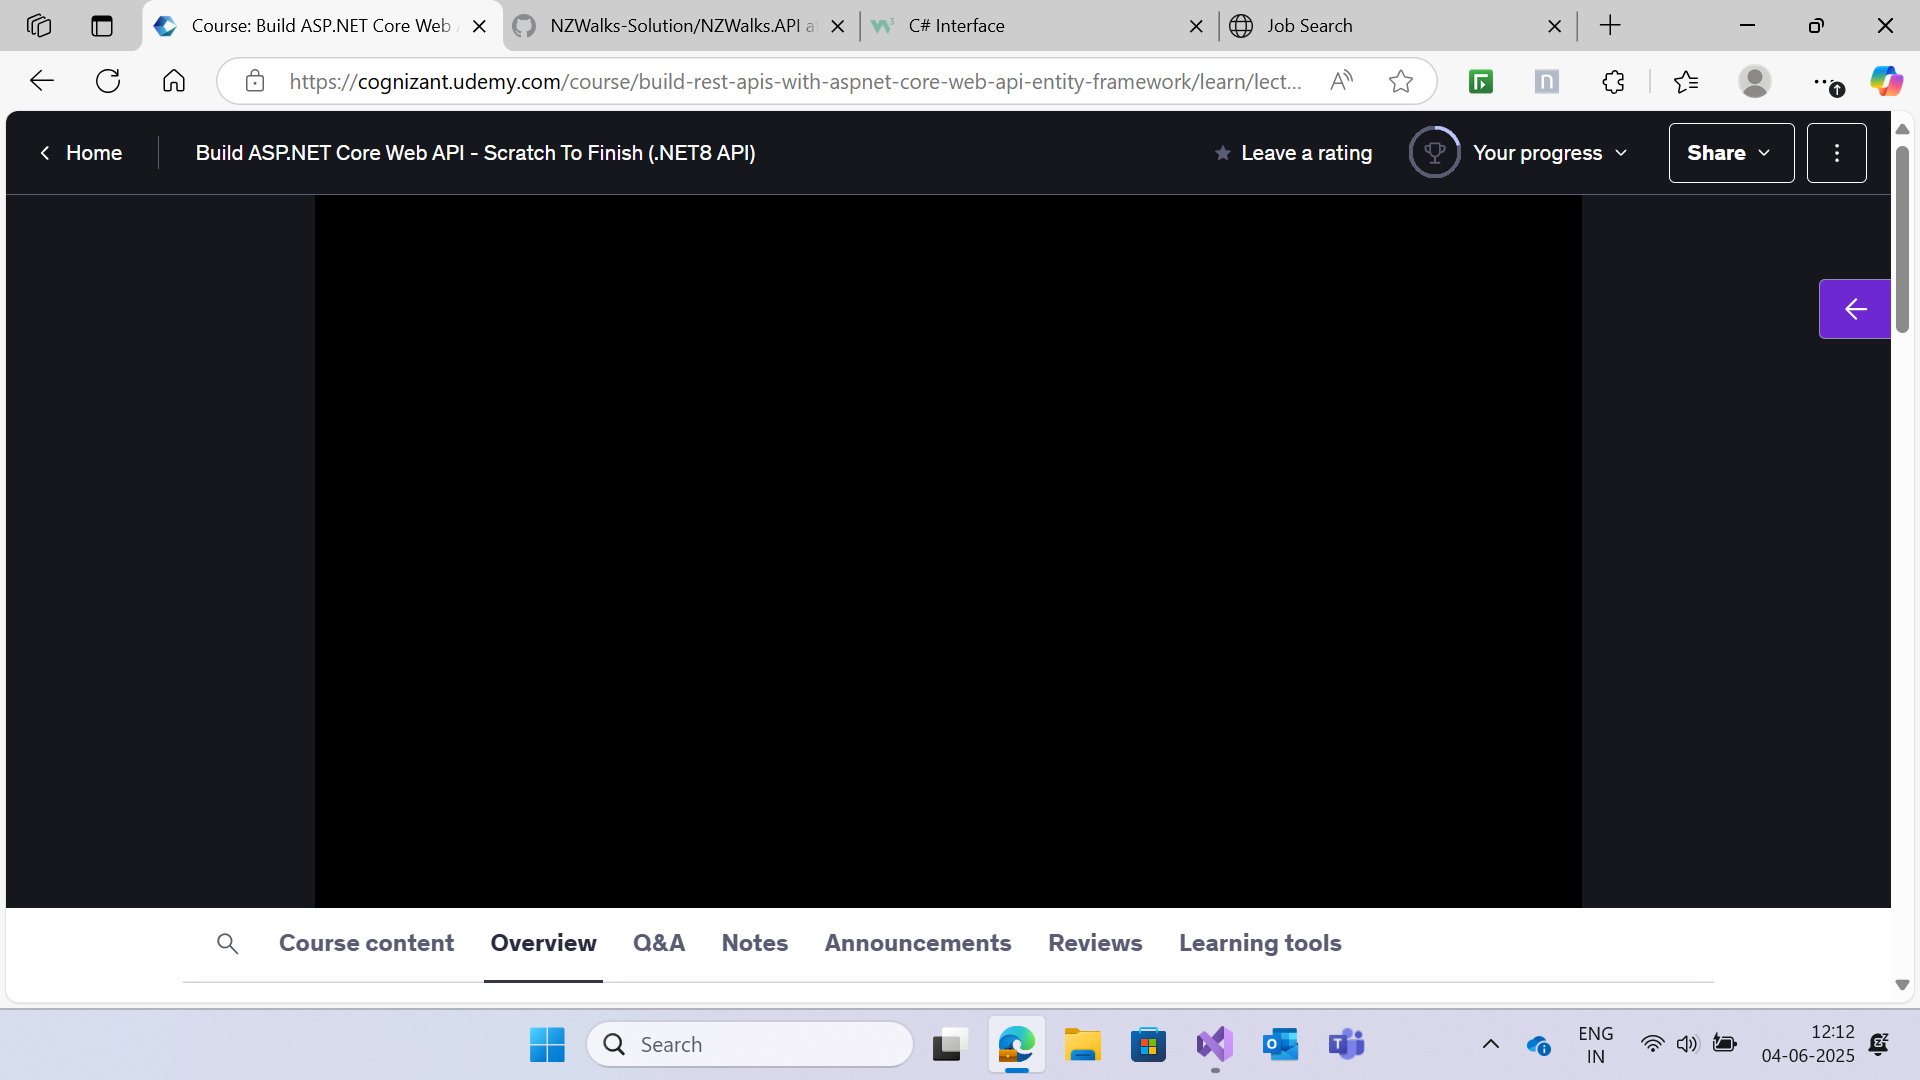 Course: Build ASP.NET Core Web
NZWalks-Solution/NZWalks.API
C# Interface
Job Search
https://cognizant.udemy.com/course/build-rest-apis-with-aspnet-core-web-api-entity-framework/learn/lect...
Home
Build ASP.NET Core Web API - Scratch To Finish (.NET8 API)
Leave a rating
Your progress
Share
Course content
Overview
Q&A
Notes
Announcements
Reviews
Learning tools
Search
ENG
IN
12:12
04-06-2025